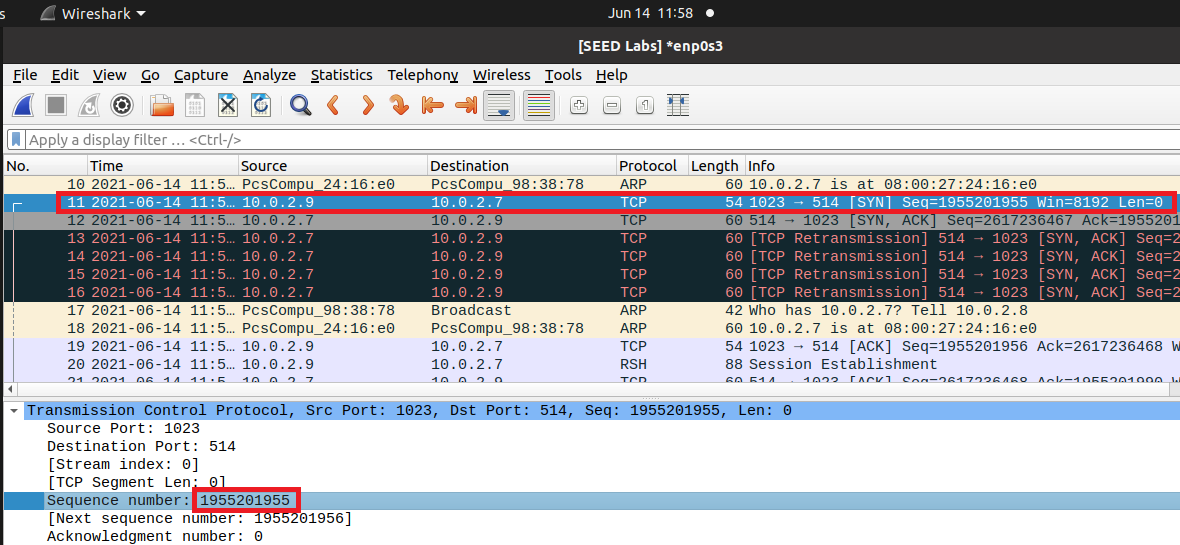 s Wireshark Jun 14 11:58
[SEED Labs] *enp0s3
File Edit View Go Capture Analyze Statistics Telephony Wireless Tools Help
Apply a display filter … <Ctrl-/>
No. Time Source Destination Protocol Length Info
10 2021-06-14 11:5… PcsCompu_24:16:e0 PcsCompu_98:38:78 ARP 60 10.0.2.7 is at 08:00:27:24:16:e0
11 2021-06-14 11:5… 10.0.2.9 10.0.2.7 TCP 54 1023 → 514 [SYN] Seq=1955201955 Win=8192 Len=0
12 2021-06-14 11:5… 10.0.2.7 10.0.2.9 TCP 60 514 → 1023 [SYN, ACK] Seq=2617236467 Ack=1955201
13 2021-06-14 11:5… 10.0.2.7 10.0.2.9 TCP 60 [TCP Retransmission] 514 → 1023 [SYN, ACK] Seq=2
14 2021-06-14 11:5… 10.0.2.7 10.0.2.9 TCP 60 [TCP Retransmission] 514 → 1023 [SYN, ACK] Seq=2
15 2021-06-14 11:5… 10.0.2.7 10.0.2.9 TCP 60 [TCP Retransmission] 514 → 1023 [SYN, ACK] Seq=2
16 2021-06-14 11:5… 10.0.2.7 10.0.2.9 TCP 60 [TCP Retransmission] 514 → 1023 [SYN, ACK] Seq=2
17 2021-06-14 11:5… PcsCompu_98:38:78 Broadcast ARP 42 Who has 10.0.2.7? Tell 10.0.2.8
18 2021-06-14 11:5… PcsCompu_24:16:e0 PcsCompu_98:38:78 ARP 60 10.0.2.7 is at 08:00:27:24:16:e0
19 2021-06-14 11:5… 10.0.2.9 10.0.2.7 TCP 54 1023 → 514 [ACK] Seq=1955201956 Ack=2617236468 W
20 2021-06-14 11:5… 10.0.2.9 10.0.2.7 RSH 88 Session Establishment
21 2021-06-14 11:5… 10.0.2.7 10.0.2.9 TCP 60 514 → 1023 [ACK] Seq=2617236468 Ack=1955201990 W
Transmission Control Protocol, Src Port: 1023, Dst Port: 514, Seq: 1955201955, Len: 0
Source Port: 1023
Destination Port: 514
[Stream index: 0]
[TCP Segment Len: 0]
Sequence number: 1955201955
[Next sequence number: 1955201956]
Acknowledgment number: 0